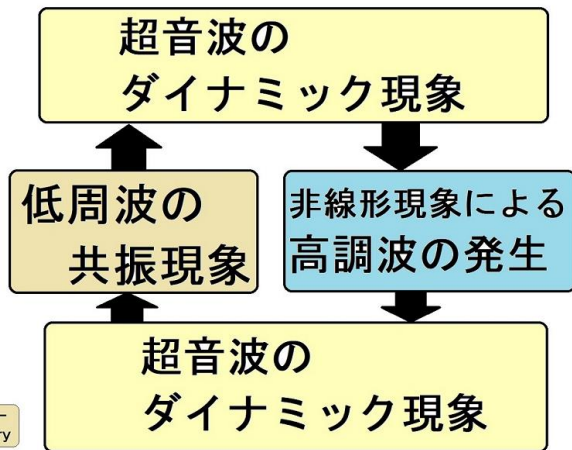 超音波の
ダイナミック現象
低周波の
共振現象
非線形現象による
高調波の発生
超音波の
ダイナミック現象